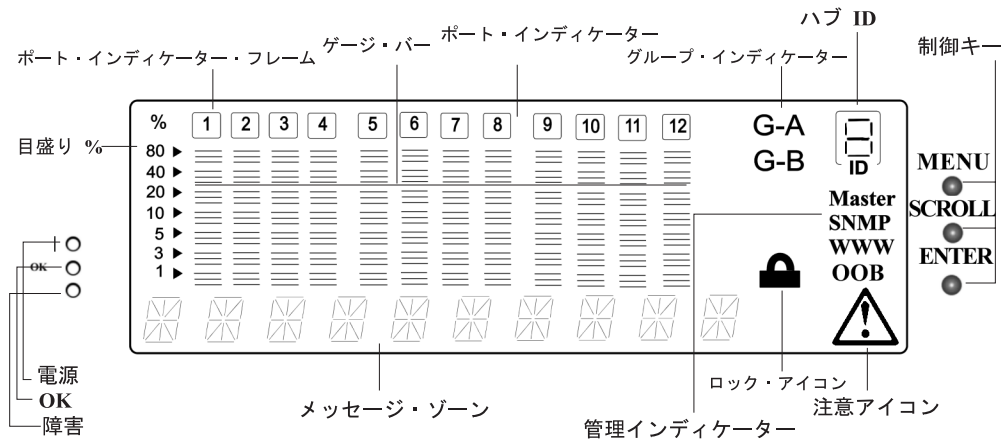 ハブ ID
ゲージ・バー
ポート・インディケーター
制御キー
ポート・インディケーター・フレーム
グループ・インディケーター
目盛り %
% 1 2 3 4 5 6 7 8 9 10 11 12
G-A
G-B
ID
80
40
20
10
5
3
1
Master
SNMP
WWW
OOB
MENU
SCROLL
ENTER
OK
電源
OK
障害
メッセージ・ゾーン
ロック・アイコン
管理インディケーター
注意アイコン